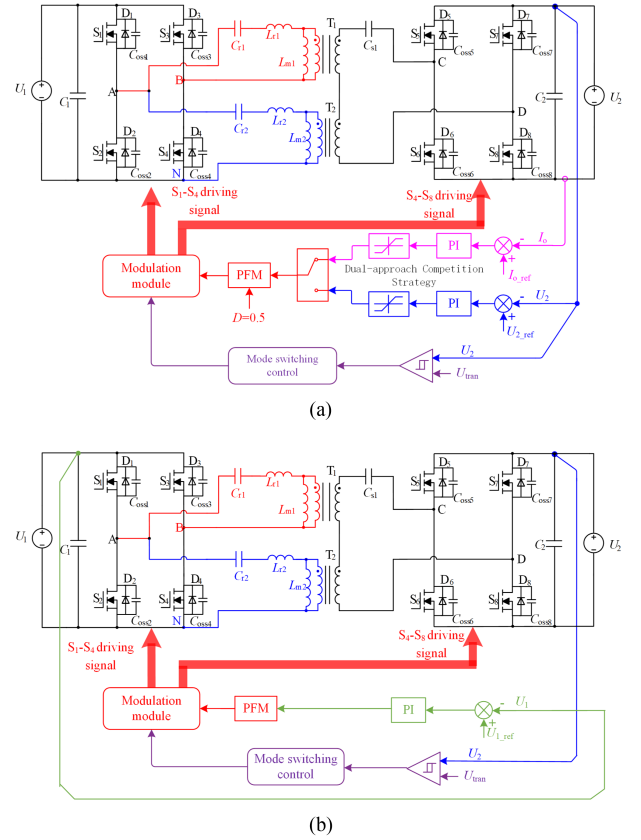 D1 D3 T1 D5 D7
S1 S3 Cr1 Lr1 Cs1 S5 S7
Coss1 Coss3 Lm1 Coss5 Coss7
U1 C1 A B C C2 U2
D2 D4 T2 D6 D D8
S2 S4 Cr2 Lr2 Lm2 S6 S8
Coss2 N Coss4 Coss6 Coss8
S1-S4 driving signal
S4-S8 driving signal
Modulation module
PFM
D=0.5
Dual-approach Competition
Strategy
PI - Io
+
Io_ref
PI - U2
+
U2_ref
Mode switching
control
U2
Utran
(a)
D1 D3 T1 D5 D7
S1 S3 Cr1 Lr1 Cs1 S5 S7
Coss1 Coss3 Lm1 Coss5 Coss7
U1 C1 A B C C2 U2
D2 D4 T2 D6 D D8
S2 S4 Cr2 Lr2 Lm2 S6 S8
Coss2 N Coss4 Coss6 Coss8
S1-S4 driving
signal
S4-S8 driving
signal
Modulation
module
PFM
PI - U1
+
U1_ref
Mode switching
control
U2
Utran
(b)